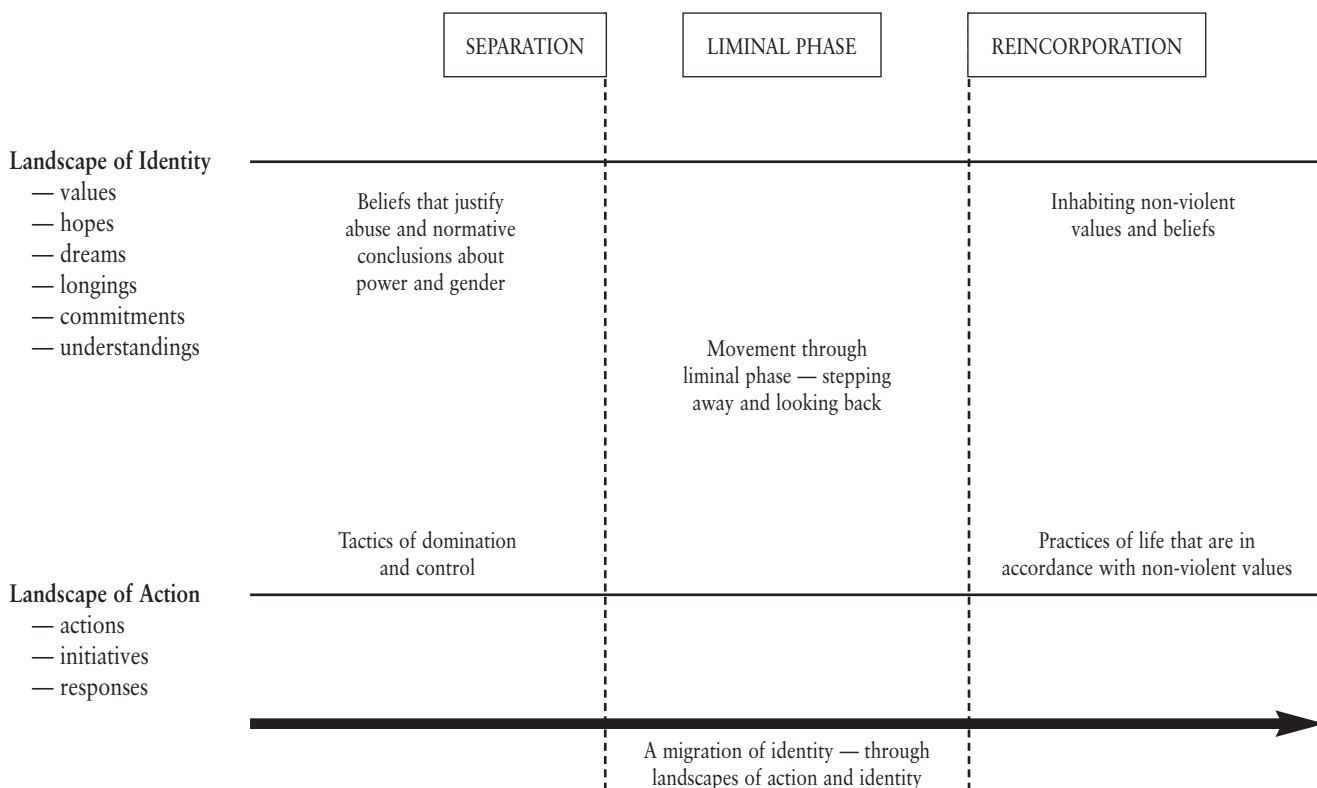 SEPARATION
LIMINAL PHASE
REINCORPORATION
Landscape of Identity
— values
— hopes
— dreams
— longings
— commitments
— understandings
Beliefs that justify
abuse and normative
conclusions about
power and gender
Inhabiting non-violent
values and beliefs
Movement through
liminal phase — stepping
away and looking back
Tactics of domination
and control
Practices of life that are in
accordance with non-violent values
Landscape of Action
— actions
— initiatives
— responses
A migration of identity — through
landscapes of action and identity